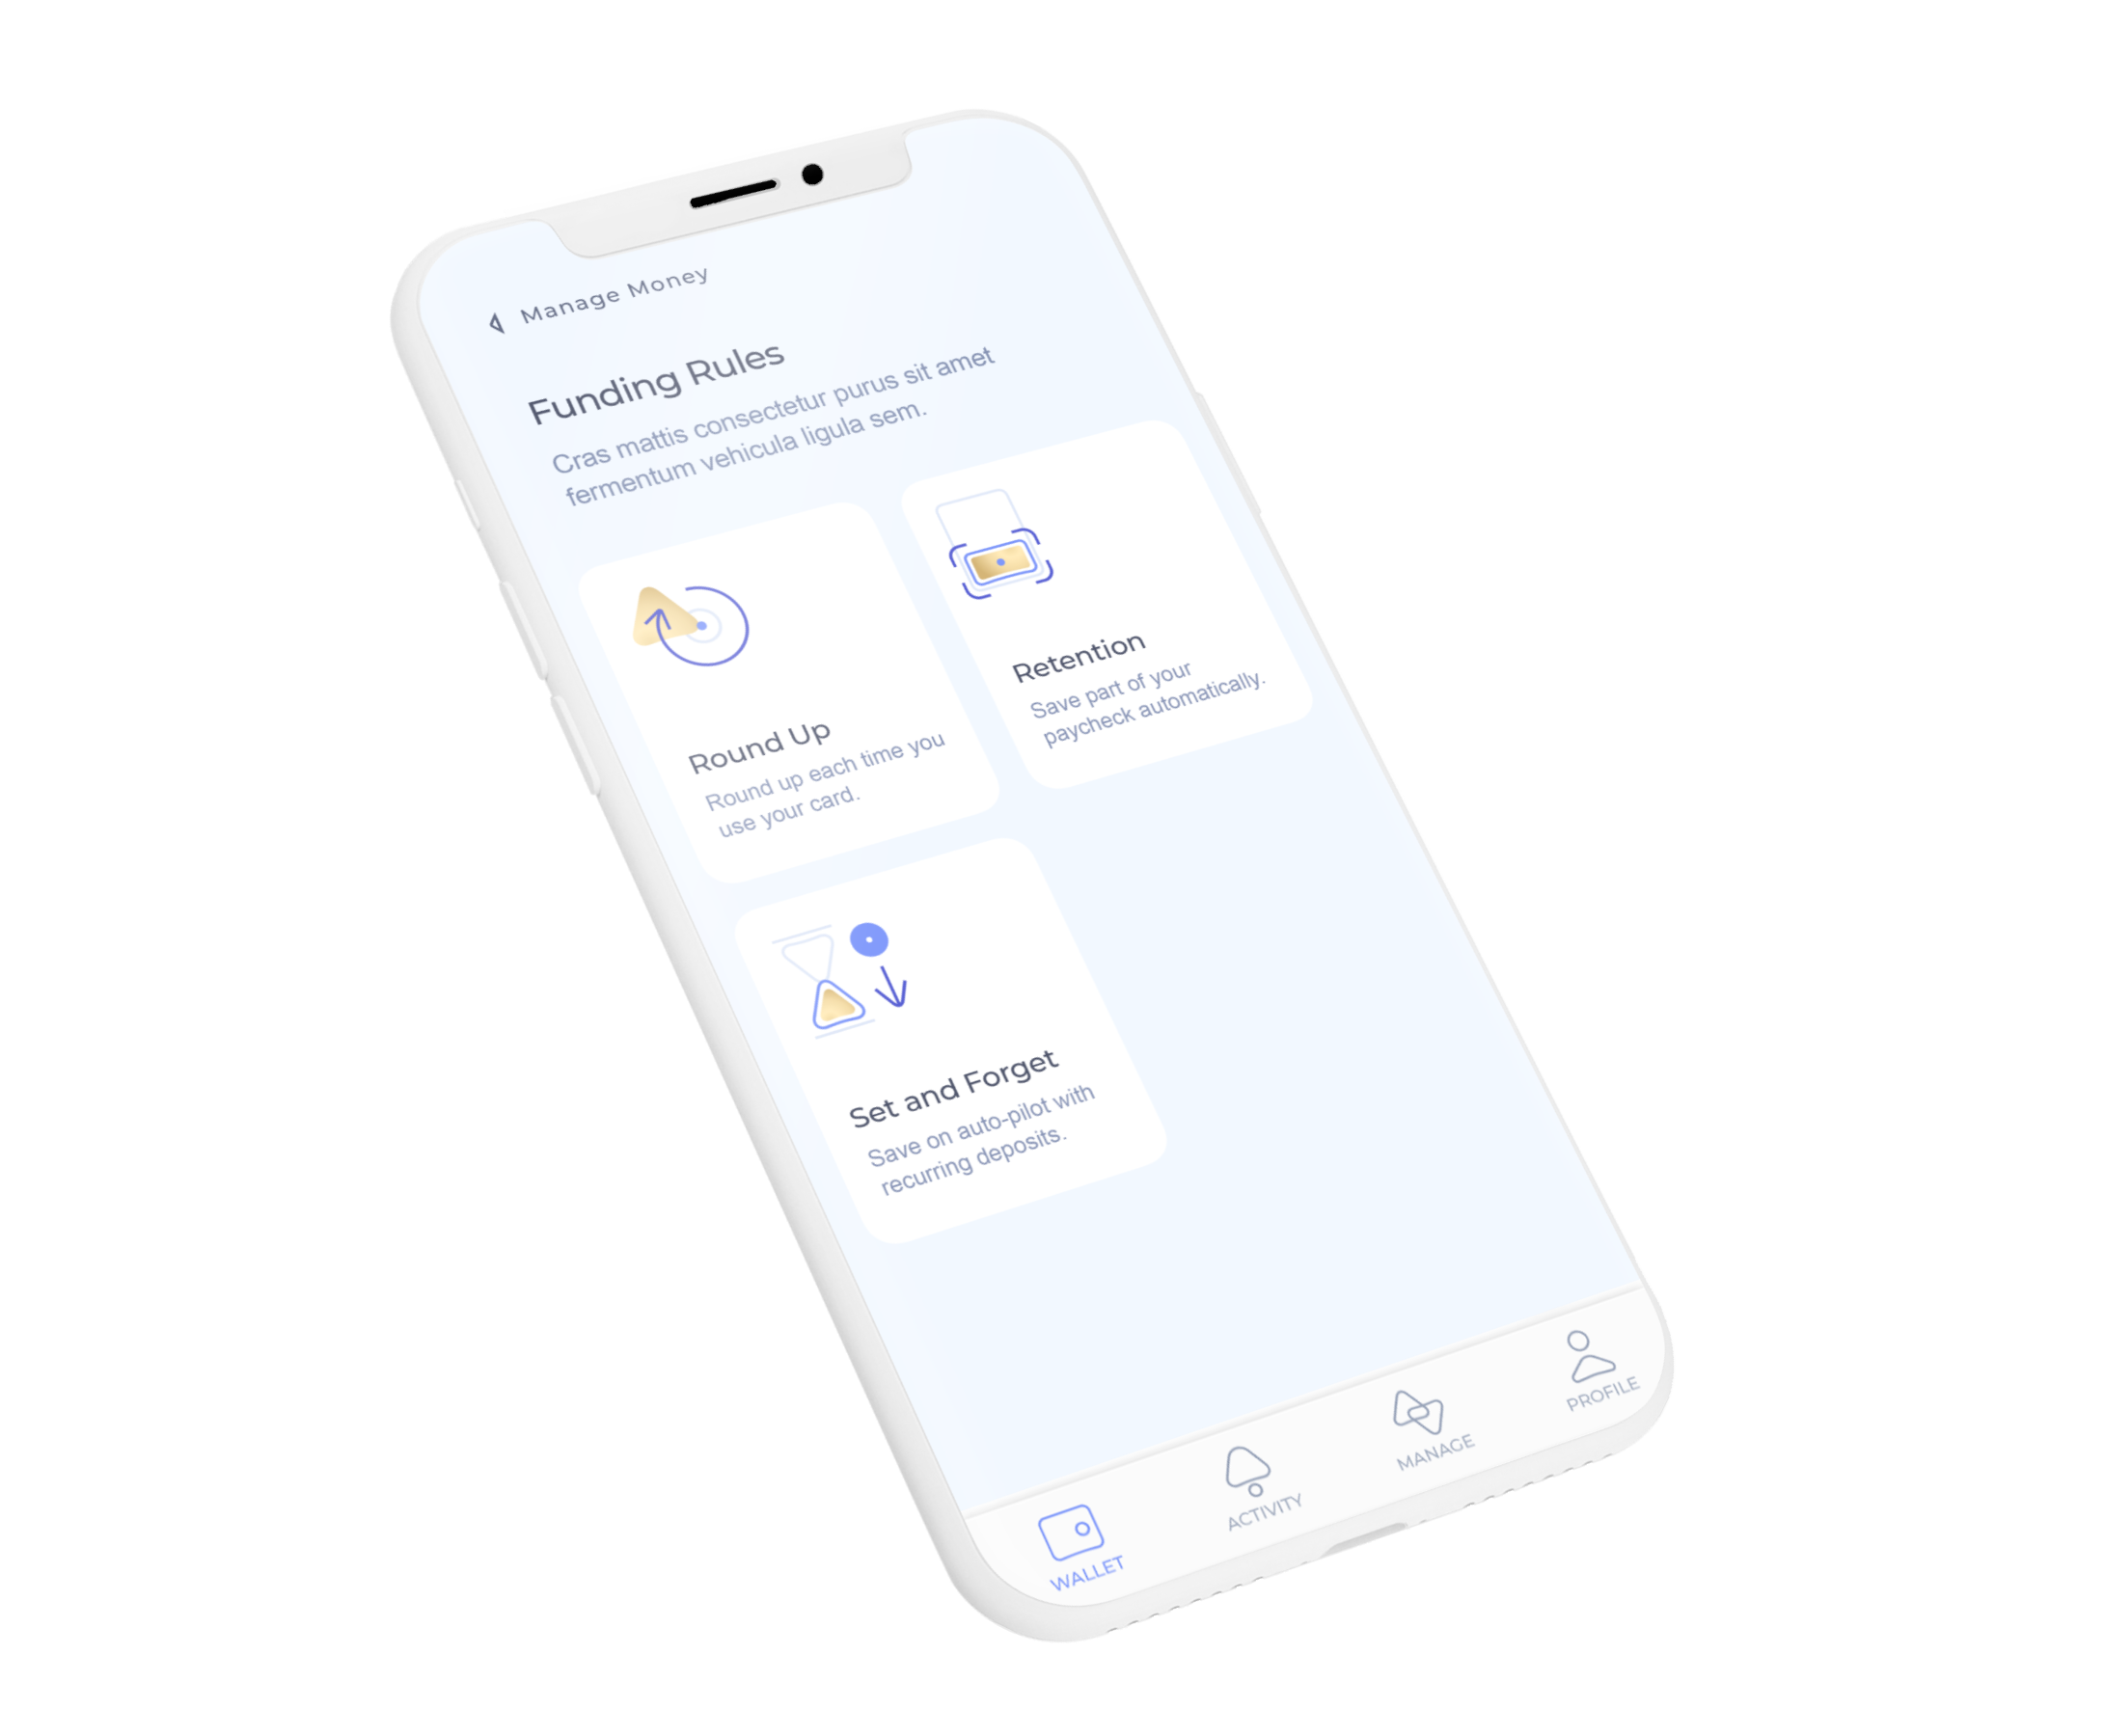 Manage Money
Funding Rules
Cras mattis consectetur purus sit amet
fermentum vehicula ligula sem.
Round Up
Round up each time you
use your card.
Retention
Save part of your
paycheck automatically.
Set and Forget
Save on auto-pilot with
recurring deposits.
WALLET
ACTIVITY
MANAGE
PROFILE